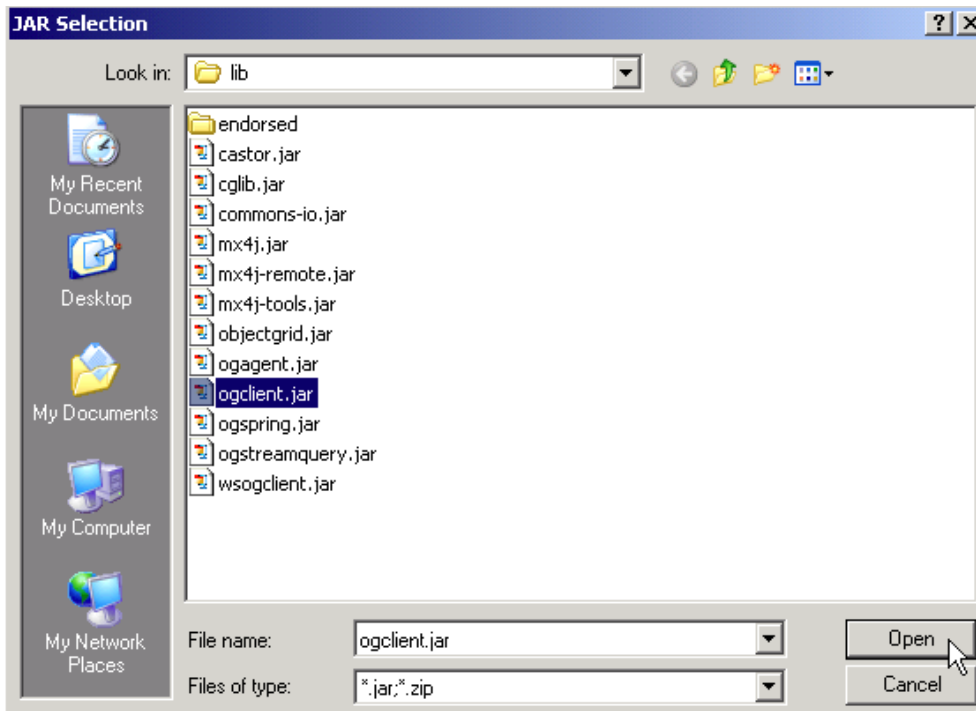 JAR Selection
Look in: lib
My Recent
Documents
Desktop
My Documents
My Computer
My Network
Places
endorsed
castor.jar
cglib.jar
commons-io.jar
mx4j.jar
mx4j-remote.jar
mx4j-tools.jar
objectgrid.jar
ogagent.jar
ogclient.jar
ogspring.jar
ogstreamquery.jar
wsogclient.jar
File name: ogclient.jar Open
Files of type: *.jar;*.zip Cancel